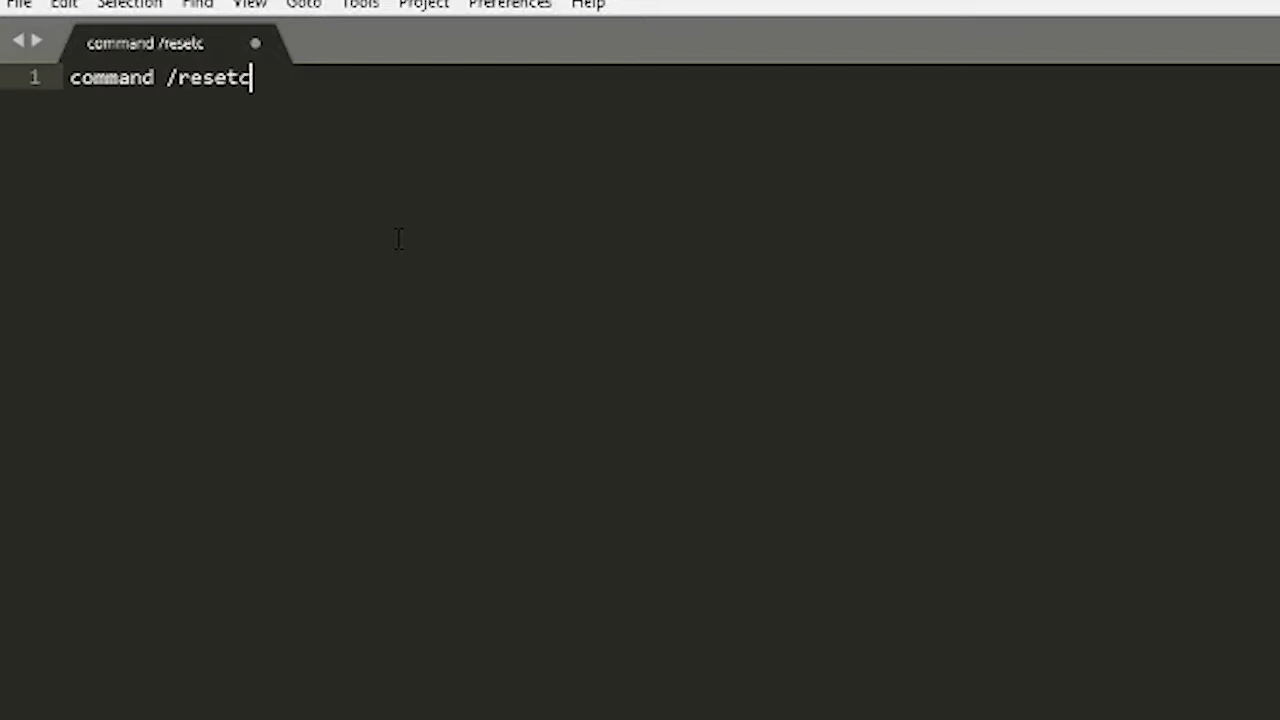 File Edit Selection Find View Goto Tools Project Preferences Help
command /resetc
1 command /resetc